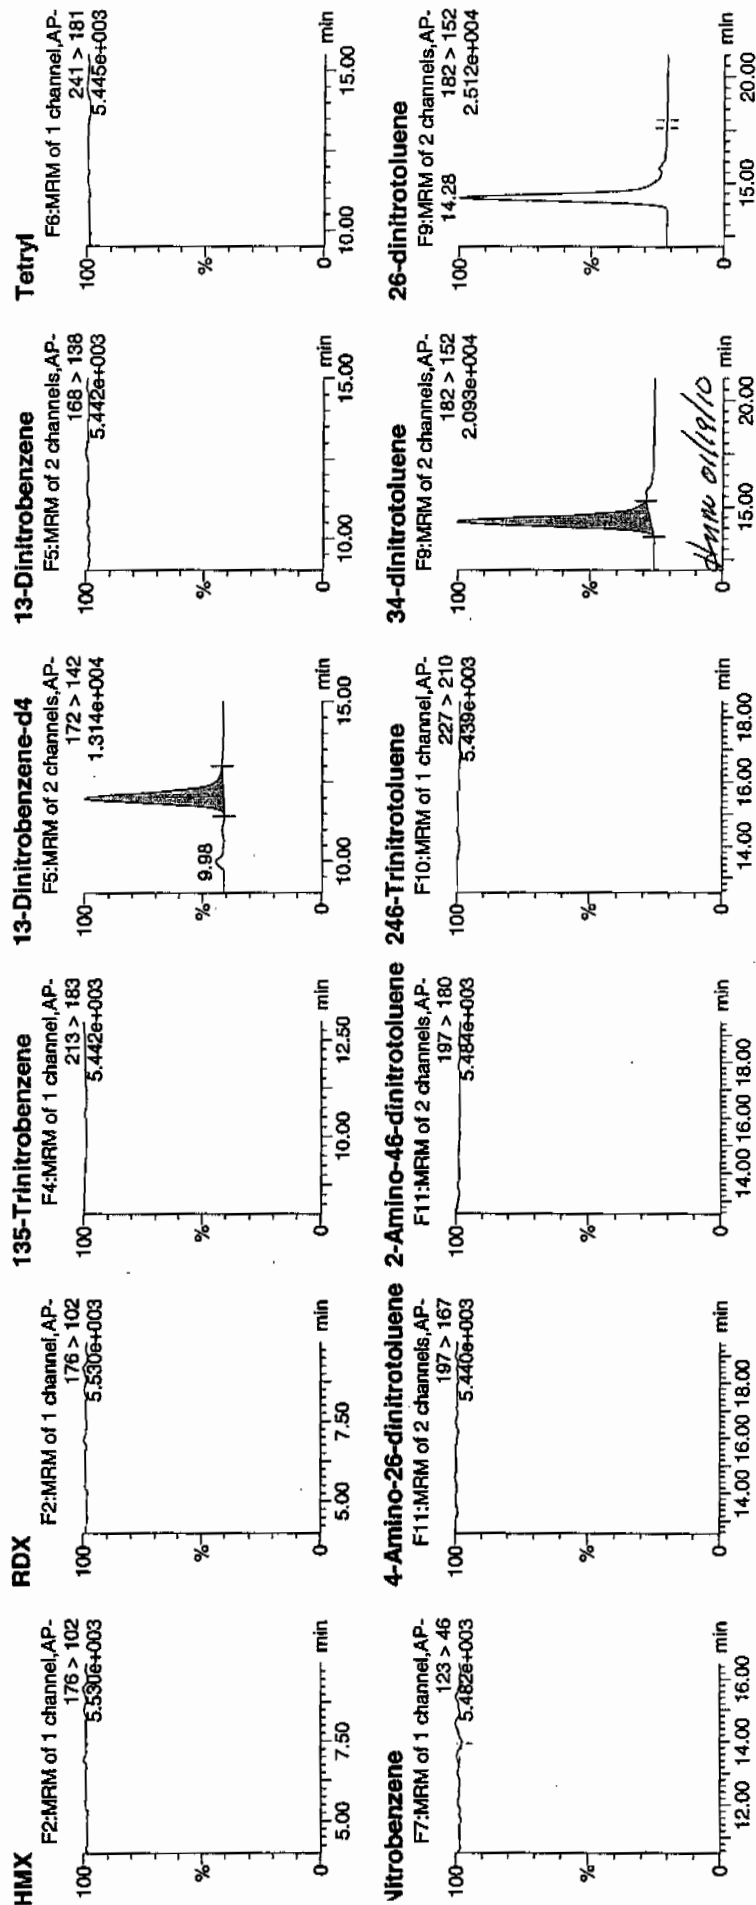 HMX
F2:MRM of 1 channel,AP-
176 > 102
5.530e+003
100
%
0
5.00
7.50
min
RDX
F2:MRM of 1 channel,AP-
176 > 102
5.530e+003
100
%
0
5.00
7.50
min
135-Trinitrobenzene
F4:MRM of 1 channel,AP-
213 > 183
5.442e+003
100
%
0
10.00
12.50
min
13-Dinitrobenzene-d4
F5:MRM of 2 channels,AP-
172 > 142
1.314e+004
100
%
9.98
0
10.00
15.00
min
13-Dinitrobenzene
F5:MRM of 2 channels,AP-
168 > 138
5.442e+003
100
%
0
10.00
15.00
min
Tetryl
F6:MRM of 1 channel,AP-
241 > 181
5.445e+003
100
%
0
10.00
15.00
min
Nitrobenzene
F7:MRM of 1 channel,AP-
123 > 46
5.482e+003
100
%
0
12.00
14.00
16.00
min
4-Amino-26-dinitrotoluene
F11:MRM of 2 channels,AP-
197 > 167
5.440e+003
100
%
0
14.00
16.00
18.00
min
2-Amino-46-dinitrotoluene
F11:MRM of 2 channels,AP-
197 > 180
5.484e+003
100
%
0
14.00
16.00
18.00
min
246-Trinitrotoluene
F10:MRM of 1 channel,AP-
227 > 210
5.439e+003
100
%
0
14.00
16.00
18.00
min
34-dinitrotoluene
F9:MRM of 2 channels,AP-
182 > 152
2.093e+004
100
%
0
15.00
20.00
min
01/19/10
26-dinitrotoluene
F9:MRM of 2 channels,AP-
182 > 152
2.512e+004
14.28
100
%
0
15.00
20.00
min